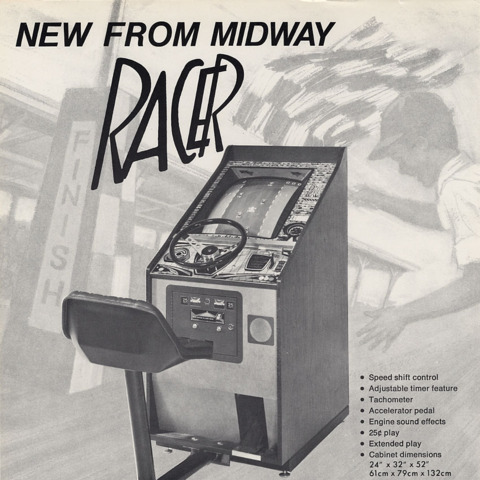 NEW FROM MIDWAY
RACER
FINISH
• Speed shift control
• Adjustable timer feature
• Tachometer
• Accelerator pedal
• Engine sound effects
• 25¢ play
• Extended play
• Cabinet dimensions
24" x 32" x 52"
61cm x 79cm x 132cm